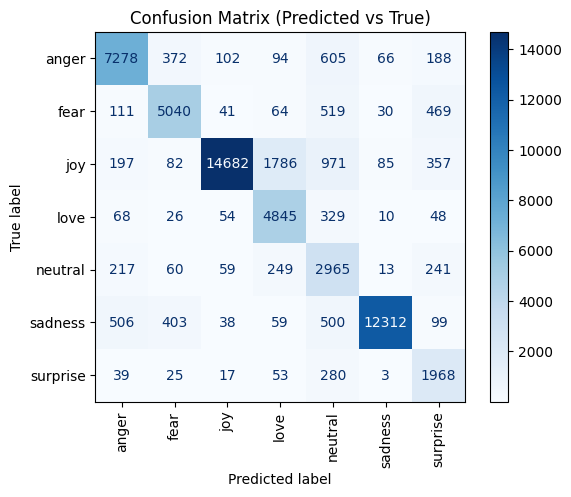 Confusion Matrix (Predicted vs True)
anger 7278 372 102 94 605 66 188
fear 111 5040 41 64 519 30 469
joy 197 82 14682 1786 971 85 357
love 68 26 54 4845 329 10 48
neutral 217 60 59 249 2965 13 241
sadness 506 403 38 59 500 12312 99
surprise 39 25 17 53 280 3 1968
anger fear joy love neutral sadness surprise
Predicted label
True label
14000
12000
10000
8000
6000
4000
2000